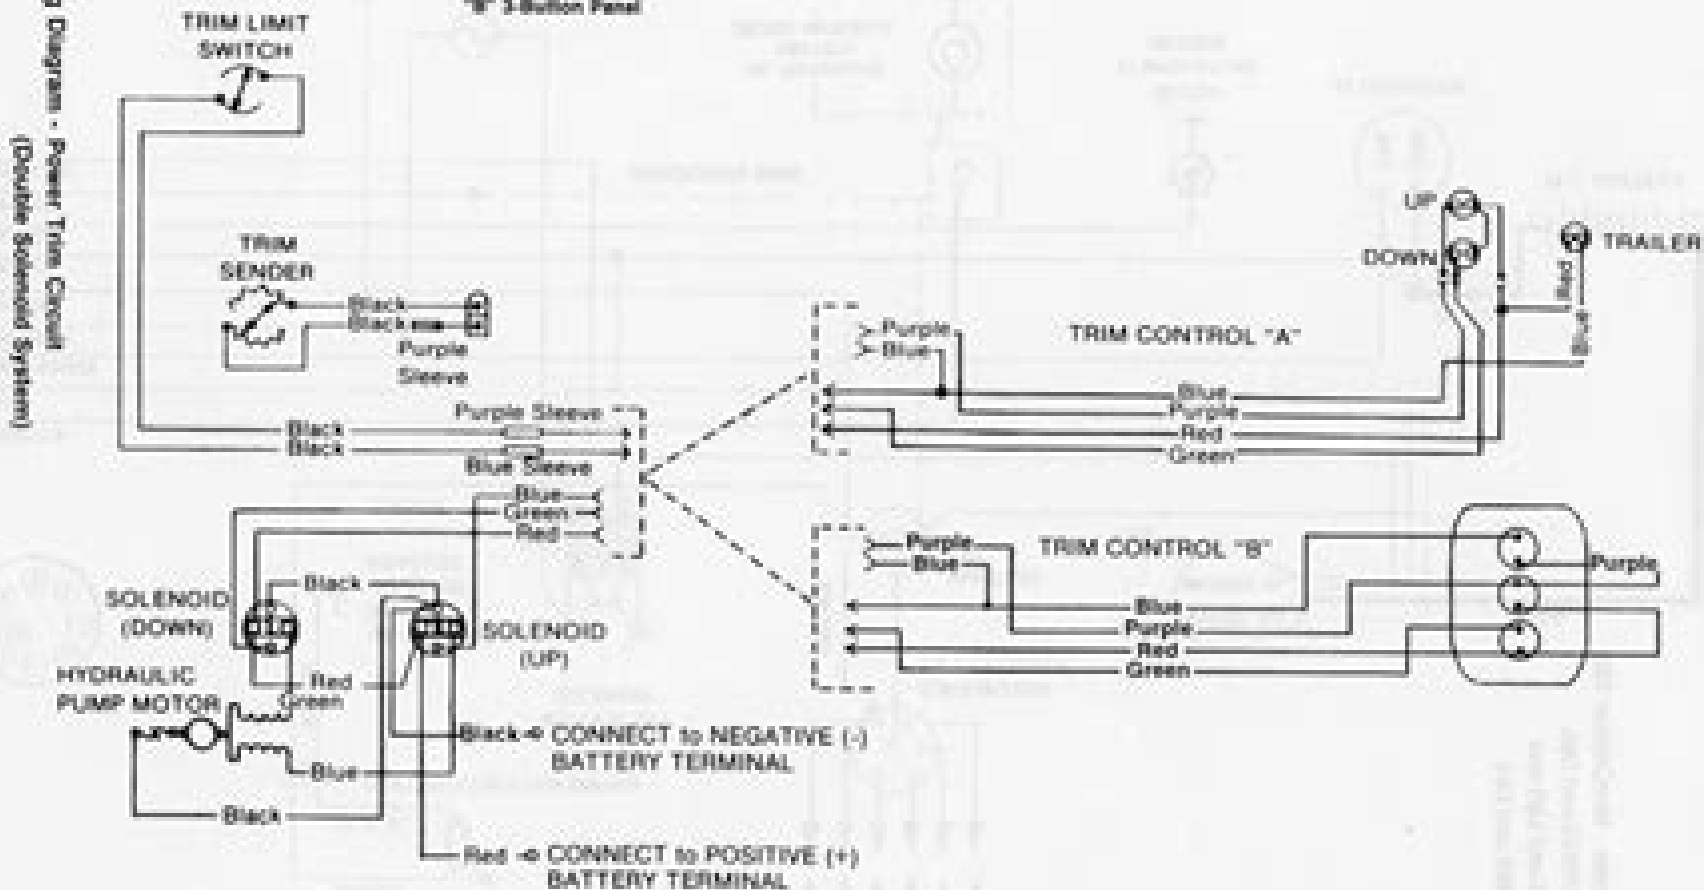 "B" 3-Button Panel
g Diagram - Power Trim Circuit
(Double Solenoid System)
TRIM LIMIT
SWITCH
TRIM
SENDER
Black
Black
Purple
Sleeve
Purple Sleeve
Black
Black
Blue Sleeve
Blue
Green
Red
Black
SOLENOID
(DOWN)
SOLENOID
(UP)
HYDRAULIC
PUMP MOTOR
Red
Green
Black
CONNECT to NEGATIVE (-)
BATTERY TERMINAL
Blue
Black
Red
CONNECT to POSITIVE (+)
BATTERY TERMINAL
UP
DOWN
TRAILER
Red
Blue
TRIM CONTROL "A"
Purple
Blue
Blue
Purple
Red
Green
TRIM CONTROL "B"
Purple
Blue
Purple
Blue
Purple
Red
Green